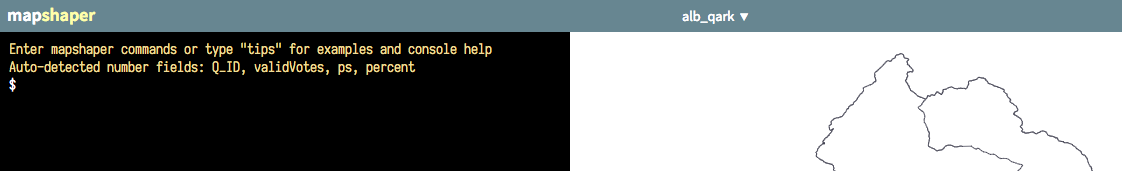 mapshaper
alb_qark ▼
Enter mapshaper commands or type "tips" for examples and console help
Auto-detected number fields: Q_ID, validVotes, ps, percent
$